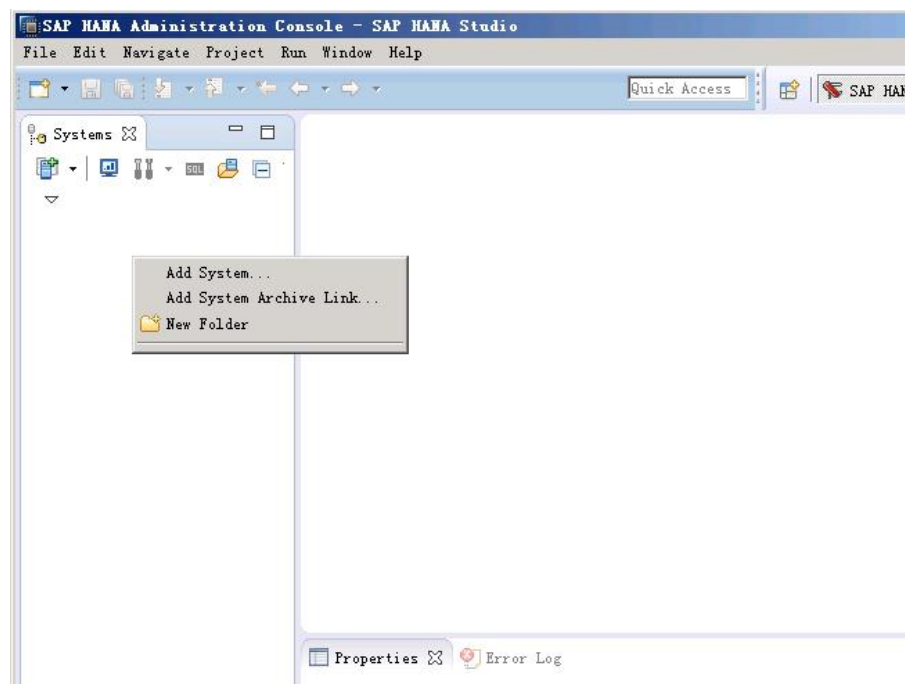 SAP HANA Administration Console - SAP HANA Studio
File Edit Navigate Project Run Window Help
Quick Access
SAP HAN
Systems
SQL
Add System...
Add System Archive Link...
New Folder
Properties
Error Log